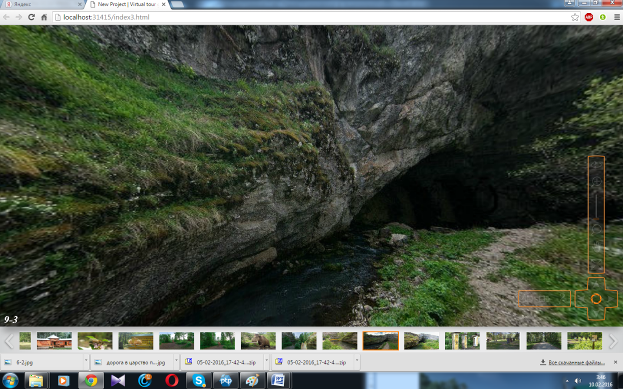 Яндекс
New Project | Virtual tour
localhost:31415/index3.html
9-3
6-2.jpg
дорога в царство п....jpg
05-02-2016_17-42-4....zip
05-02-2016_17-42-4....zip
Все скачанные файлы...
10.02.2016